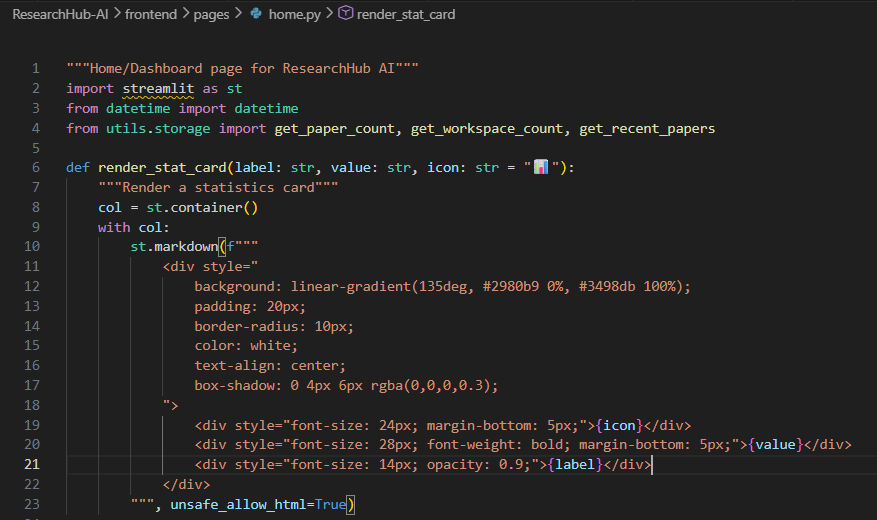 ResearchHub-AI > frontend > pages > home.py > render_stat_card
1 """Home/Dashboard page for ResearchHub AI"""
2 import streamlit as st
3 from datetime import datetime
4 from utils.storage import get_paper_count, get_workspace_count, get_recent_papers
5
6 def render_stat_card(label: str, value: str, icon: str = "📊"):
7     """Render a statistics card"""
8     col = st.container()
9     with col:
10         st.markdown(f"""
11             <div style="
12                 background: linear-gradient(135deg, #2980b9 0%, #3498db 100%);
13                 padding: 20px;
14                 border-radius: 10px;
15                 color: white;
16                 text-align: center;
17                 box-shadow: 0 4px 6px rgba(0,0,0,0.3);
18             ">
19                 <div style="font-size: 24px; margin-bottom: 5px;">{icon}</div>
20                 <div style="font-size: 28px; font-weight: bold; margin-bottom: 5px;">{value}</div>
21                 <div style="font-size: 14px; opacity: 0.9;">{label}</div>
22             </div>
23         """, unsafe_allow_html=True)